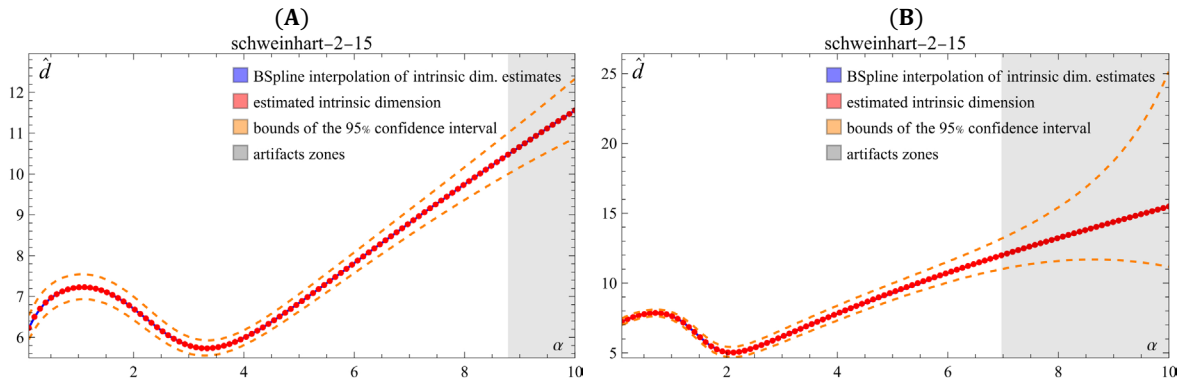 (A)
schweinhart-2-15
d̂
BSpline interpolation of intrinsic dim. estimates
estimated intrinsic dimension
bounds of the 95% confidence interval
artifacts zones
12
11
10
9
8
7
6
2
4
6
8
10
α
(B)
schweinhart-2-15
d̂
BSpline interpolation of intrinsic dim. estimates
estimated intrinsic dimension
bounds of the 95% confidence interval
artifacts zones
25
20
15
10
5
2
4
6
8
10
α